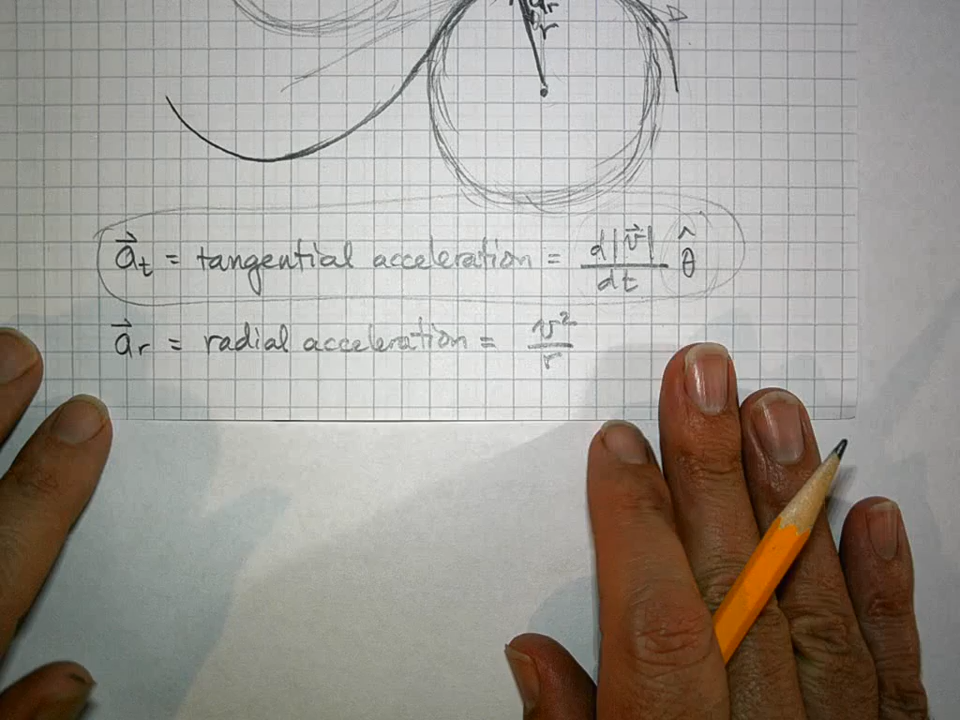 a⃗r
r
a⃗t = tangential acceleration = d|v⃗|/dt θ̂
a⃗r = radial acceleration = v²/r